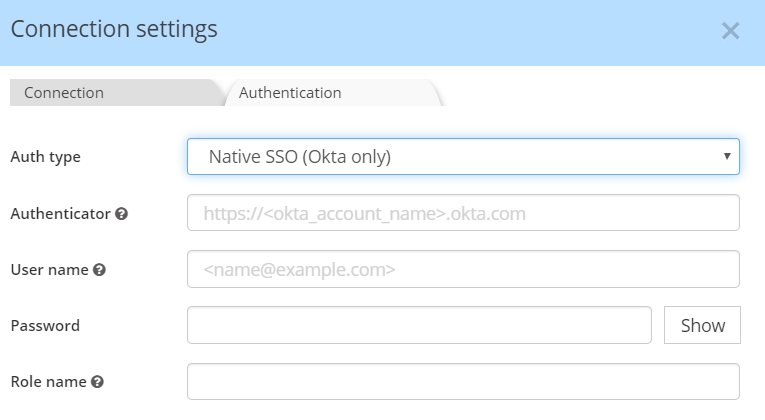 Connection settings
Connection
Authentication
Auth type
Native SSO (Okta only)
Authenticator
https://<okta_account_name>.okta.com
User name
<name@example.com>
Password
Show
Role name